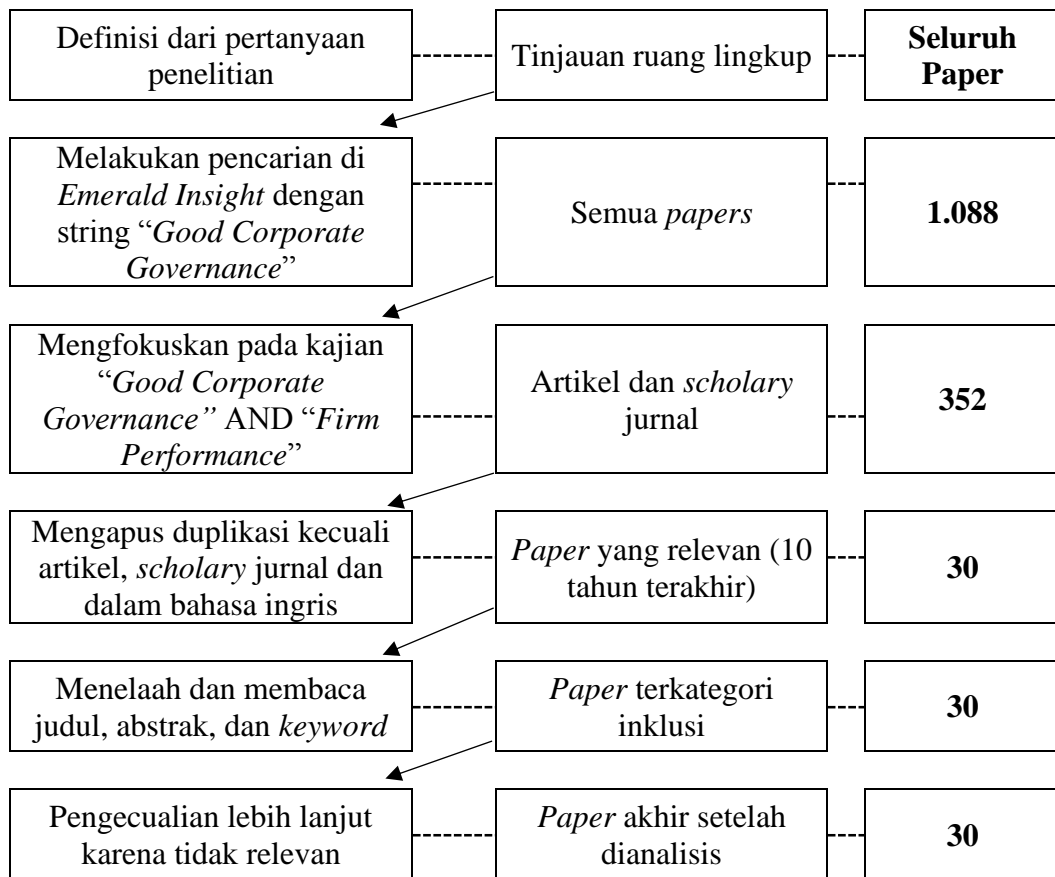 Definisi dari pertanyaan
penelitian
Tinjauan ruang lingkup
Seluruh
Paper
Melakukan pencarian di
Emerald Insight dengan
string “Good Corporate
Governance”
Semua papers
1.088
Mengfokuskan pada kajian
“Good Corporate
Governance” AND “Firm
Performance”
Artikel dan scholary
jurnal
352
Mengapus duplikasi kecuali
artikel, scholary jurnal dan
dalam bahasa ingris
Paper yang relevan (10
tahun terakhir)
30
Menelaah dan membaca
judul, abstrak, dan keyword
Paper terkategori
inklusi
30
Pengecualian lebih lanjut
karena tidak relevan
Paper akhir setelah
dianalisis
30